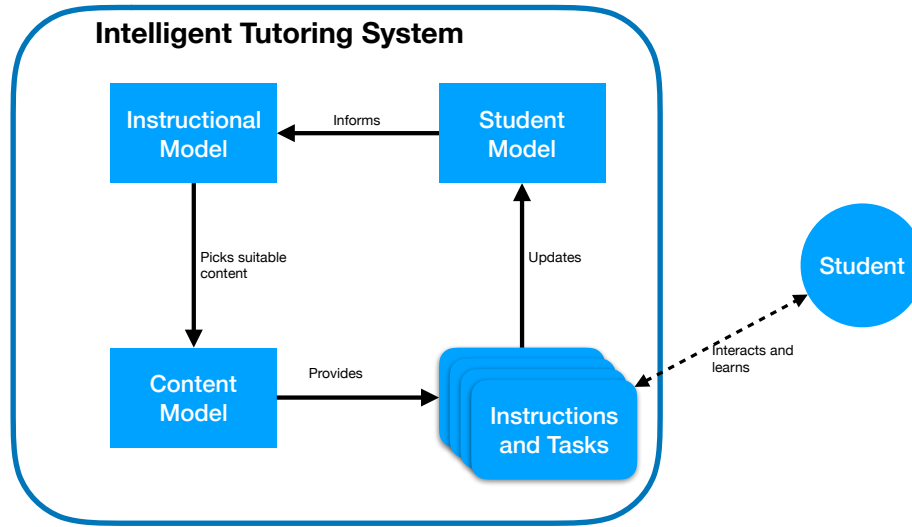 Intelligent Tutoring System
Instructional
Model
Informs
Student
Model
Picks suitable
content
Updates
Student
Interacts and
learns
Content
Model
Provides
Instructions
and Tasks